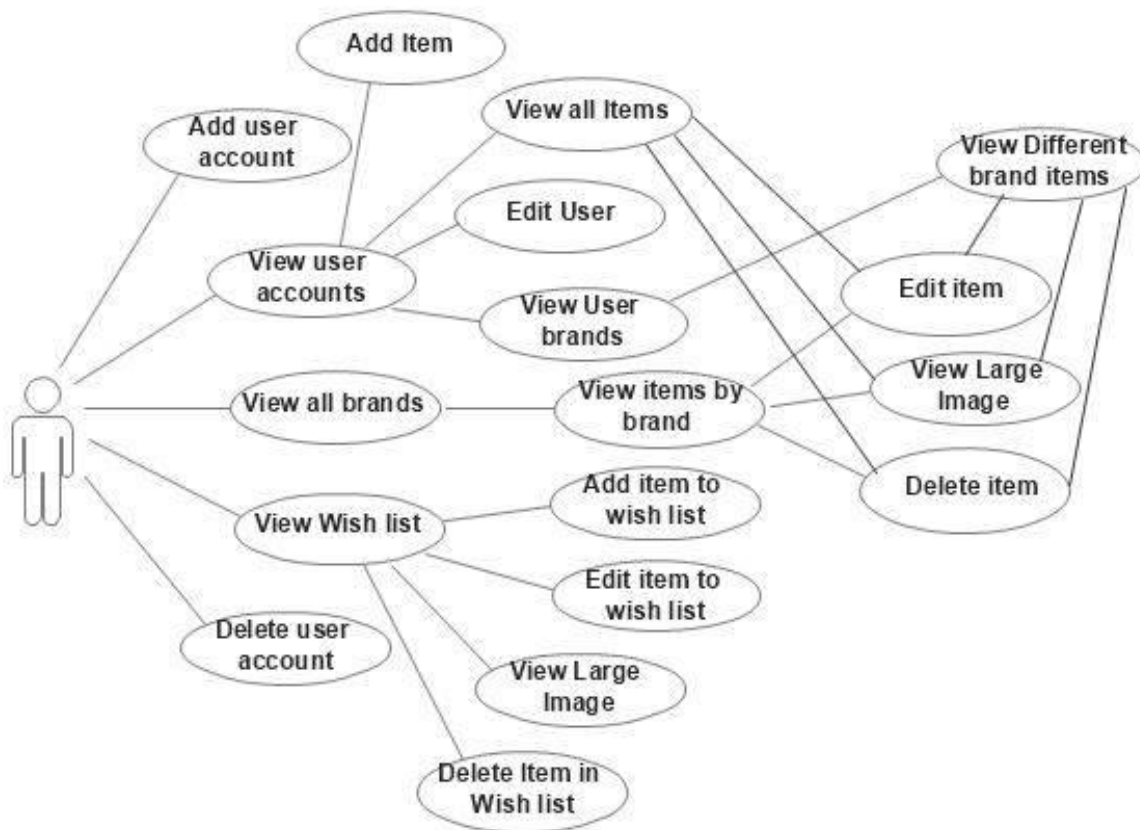 Add Item
Add user
account
View all Items
View Different
brand items
Edit User
View user
accounts
Edit item
View User
brands
View Large
Image
View all brands
View items by
brand
Delete item
Add item to
wish list
View Wish list
Edit item to
wish list
Delete user
account
View Large
Image
Delete Item in
Wish list